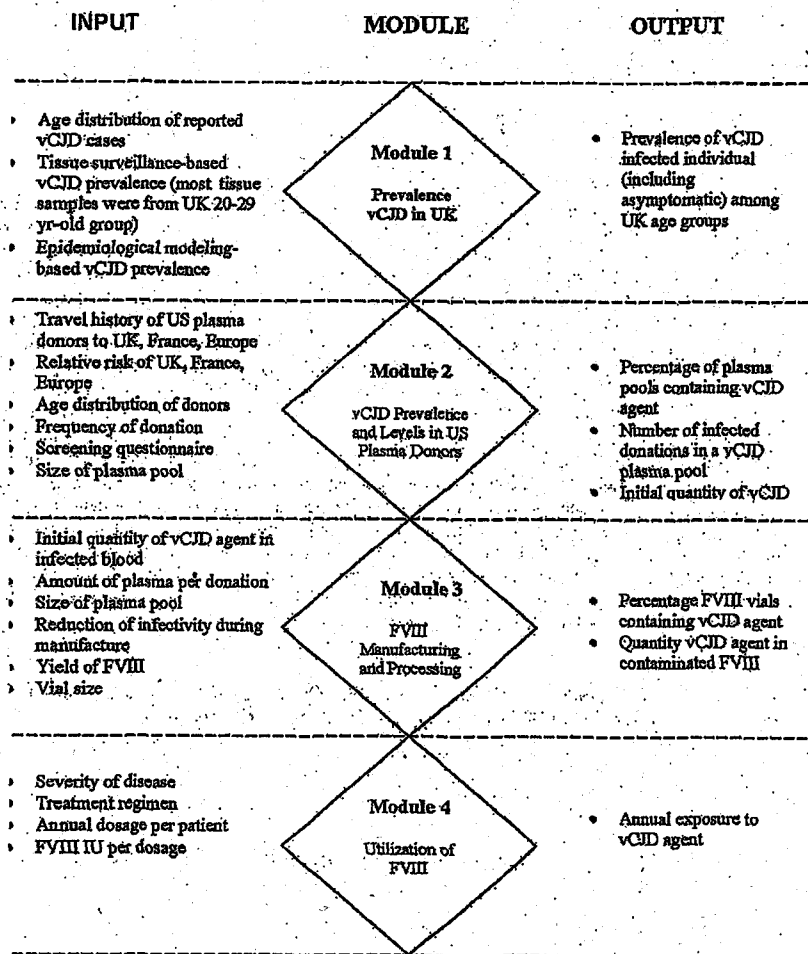 INPUT
MODULE
OUTPUT
Age distribution of reported
vCJD cases
Tissue surveillance-based
vCJD prevalence (most tissue
samples were from UK 20-29
yr-old group)
Epidemiological modeling-
based vCJD prevalence
Module 1
Prevalence
vCJD in UK
Prevalence of vCJD
infected individual
(including
asymptomatic) among
UK age groups
Travel history of US plasma
donors to UK, France, Europe
Relative risk of UK, France,
Europe
Age distribution of donors
Frequency of donation
Screening questionnaire
Size of plasma pool
Module 2
vCJD Prevalence
and Levels in US
Plasma Donors
Percentage of plasma
pools containing vCJD
agent
Number of infected
donations in a vCJD
plasma pool
Initial quantity of vCJD
Initial quantity of vCJD agent in
infected blood
Amount of plasma per donation
Size of plasma pool
Reduction of infectivity during
manufacture
Yield of FVIII
Vial size
Module 3
FVIII
Manufacturing
and Processing
Percentage FVIII vials
containing vCJD agent
Quantity vCJD agent in
contaminated FVIII
Severity of disease
Treatment regimen
Annual dosage per patient
FVIII IU per dosage
Module 4
Utilization of
FVIII
Annual exposure to
vCJD agent